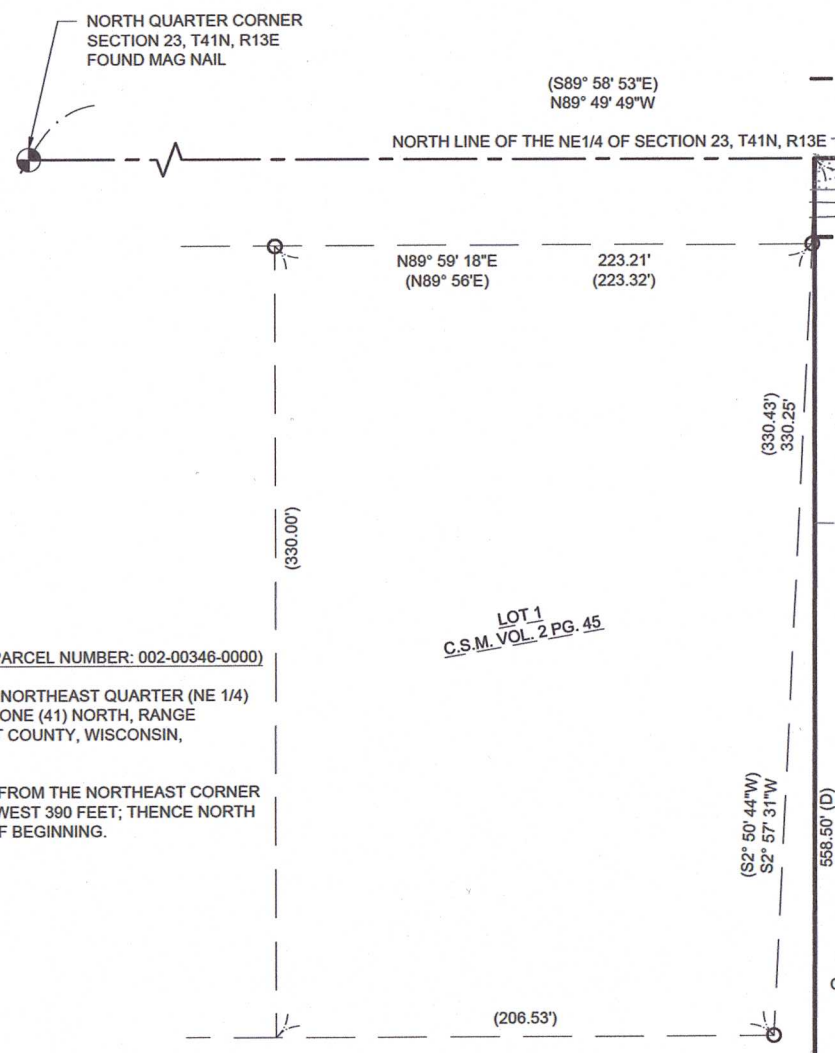 NORTH QUARTER CORNER
SECTION 23, T41N, R13E
FOUND MAG NAIL
(S89° 58' 53"E)
N89° 49' 49"W
NORTH LINE OF THE NE1/4 OF SECTION 23, T41N, R13E
N89° 59' 18"E
(N89° 56'E)
223.21'
(223.32')
(330.43')
330.25'
(330.00')
LOT 1
C.S.M. VOL. 2 PG. 45
PARCEL NUMBER: 002-00346-0000)
NORTHEAST QUARTER (NE 1/4)
ONE (41) NORTH, RANGE
T COUNTY, WISCONSIN,
FROM THE NORTHEAST CORNER
WEST 390 FEET; THENCE NORTH
F BEGINNING.
(S2° 50' 44"W)
S2° 57' 31"W
558.50' (D)
(206.53')